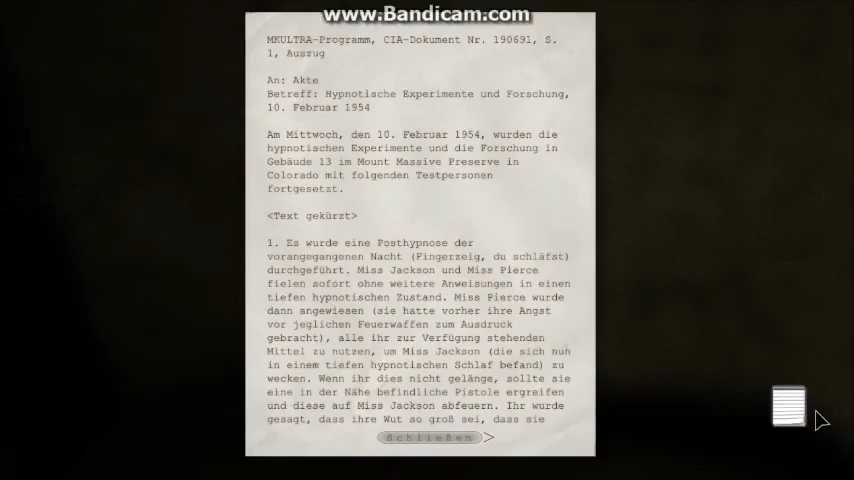 www.Bandicam.com
MKULTRA-Programm, CIA-Dokument Nr. 190691, S.
1, Auszug
An: Akte
Betreff: Hypnotische Experimente und Forschung,
10. Februar 1954
Am Mittwoch, den 10. Februar 1954, wurden die
hypnotischen Experimente und die Forschung in
Gebäude 13 im Mount Massive Preserve in
Colorado mit folgenden Testpersonen
fortgesetzt.
<Text gekürzt>
1. Es wurde eine Posthypnose der
vorangegangenen Nacht (Fingerzeig, du schläfst)
durchgeführt. Miss Jackson und Miss Pierce
fielen sofort ohne weitere Anweisungen in einen
tiefen hypnotischen Zustand. Miss Pierce wurde
dann angewiesen (sie hatte vorher ihre Angst
vor jeglichen Feuerwaffen zum Ausdruck
gebracht), alle ihr zur Verfügung stehenden
Mittel zu nutzen, um Miss Jackson (die sich nun
in einem tiefen hypnotischen Schlaf befand) zu
wecken. Wenn ihr dies nicht gelänge, sollte sie
eine in der Nähe befindliche Pistole ergreifen
und diese auf Miss Jackson abfeuern. Ihr wurde
gesagt, dass ihre Wut so groß sei, dass sie
Schließen